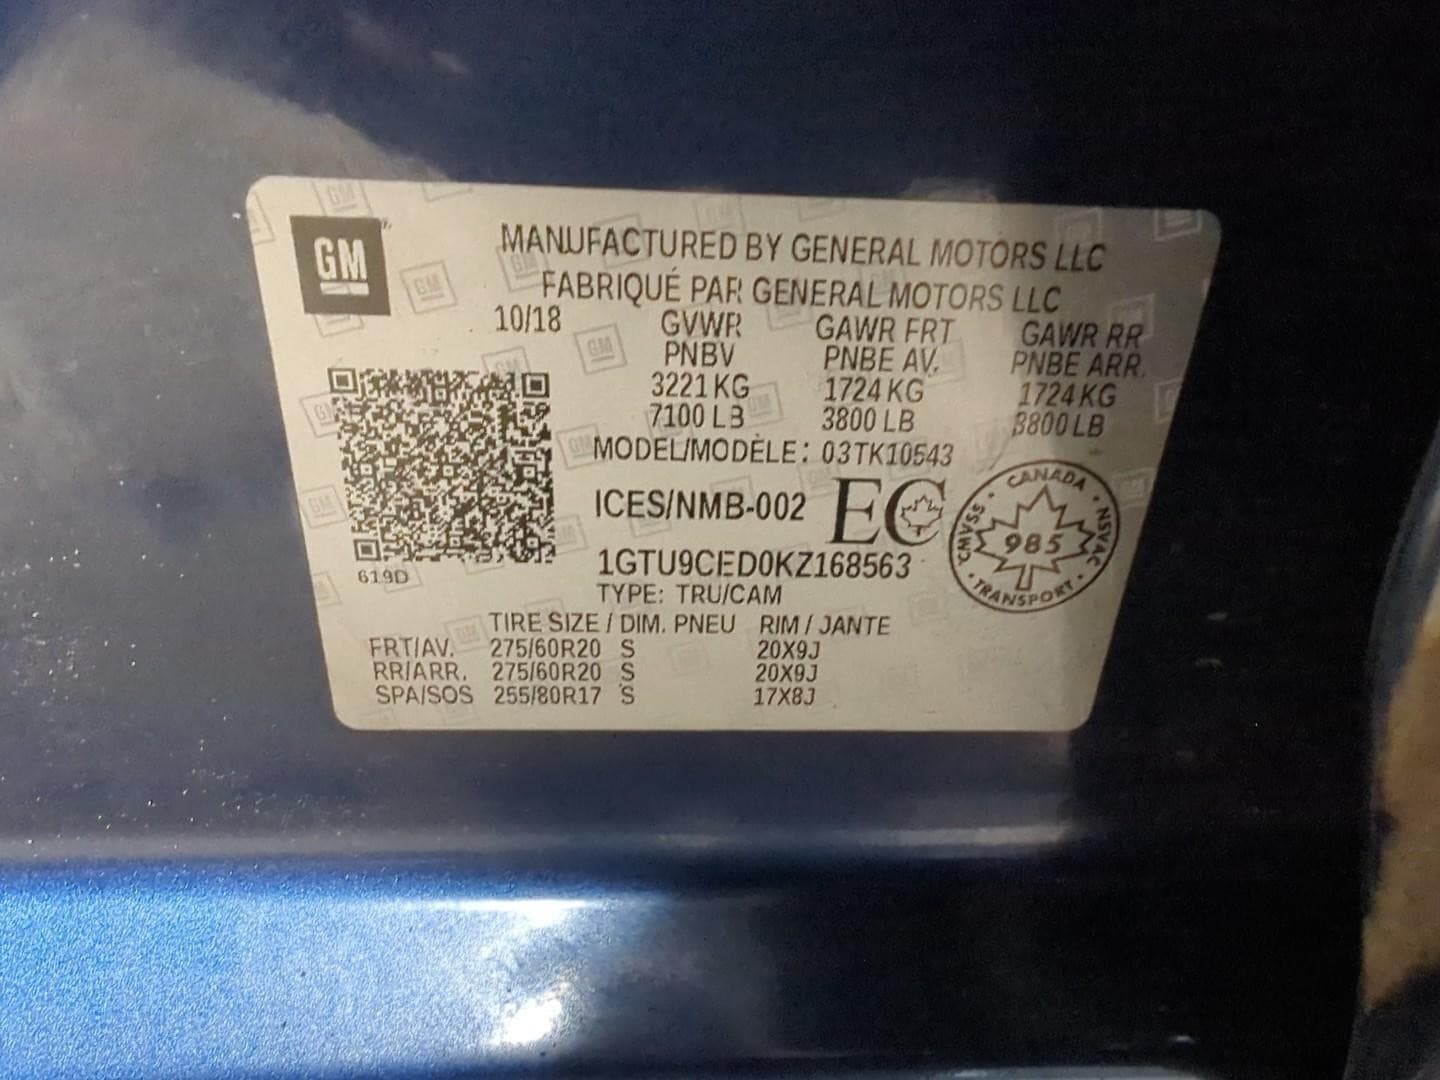 GM
MANUFACTURED BY GENERAL MOTORS LLC
FABRIQUÉ PAR GENERAL MOTORS LLC
10/18 GVWR GAWR FRT GAWR RR
PNBV PNBE AV. PNBE ARR.
3221 KG 1724 KG 1724 KG
7100 LB 3800 LB 3800 LB
MODEL/MODÈLE: 03TK10543
ICES/NMB-002 EC
CANADA
CMVSS 985 NSVAC
TRANSPORT
1GTU9CED0KZ168563
619D
TYPE: TRU/CAM
TIRE SIZE / DIM. PNEU RIM / JANTE
FRT/AV. 275/60R20 S 20X9J
RR/ARR. 275/60R20 S 20X9J
SPA/SOS 255/80R17 S 17X8J